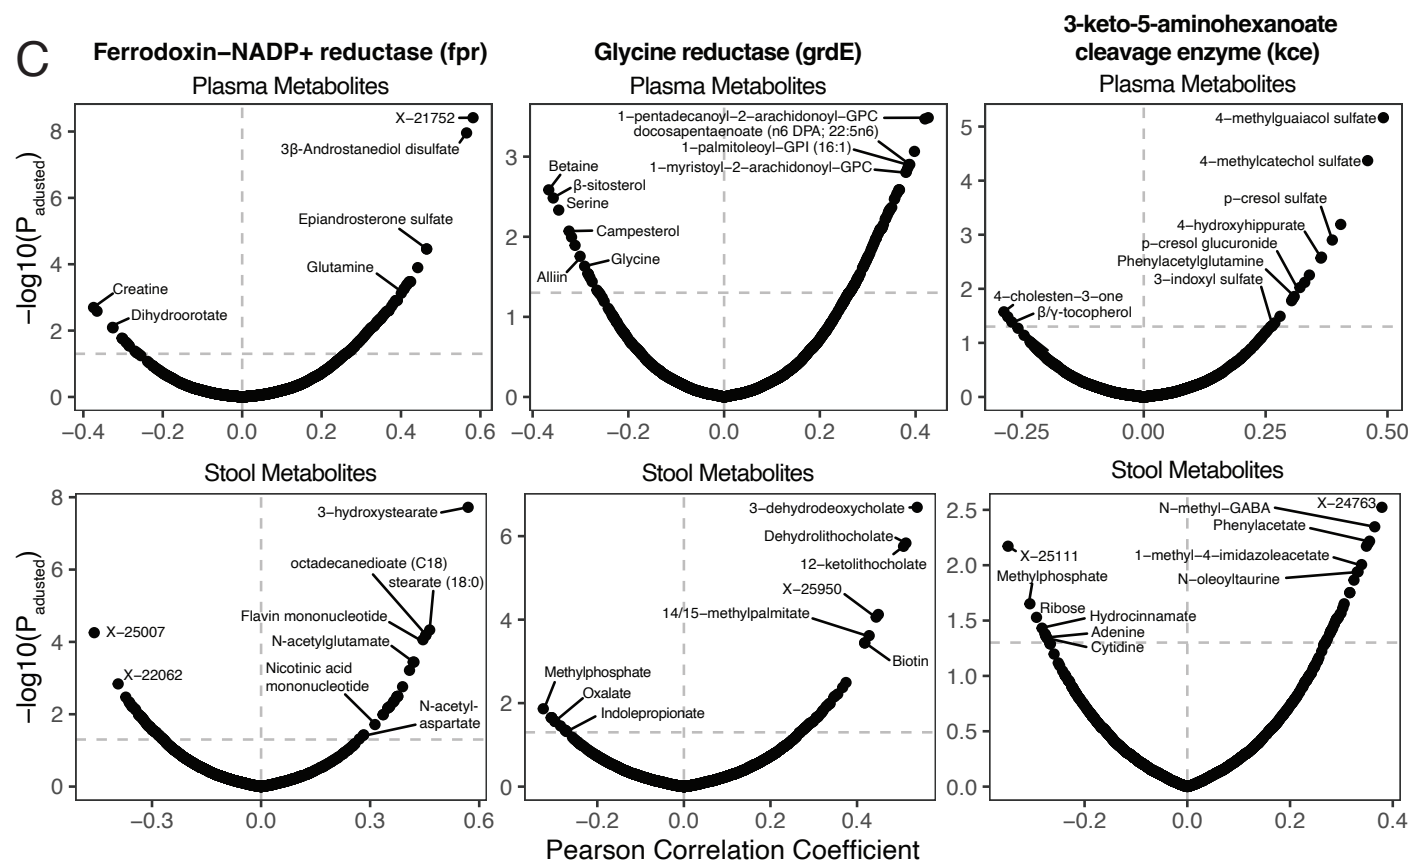 C
Ferrodoxin−NADP+ reductase (fpr)
Plasma Metabolites
−log10(P adusted)
8
6
4
2
0
−0.4
−0.2
0.0
0.2
0.4
0.6
X−21752
3β-Androstanediol disulfate
Epiandrosterone sulfate
Glutamine
Creatine
Dihydroorotate
Glycine reductase (grdE)
Plasma Metabolites
3
2
1
0
−0.4
−0.2
0.0
0.2
0.4
1−pentadecanoyl−2−arachidonoyl−GPC
docosapentaenoate (n6 DPA; 22:5n6)
1−palmitoleoyl−GPI (16:1)
1−myristoyl−2−arachidonoyl−GPC
Betaine
β-sitosterol
Serine
Campesterol
Glycine
Alliin
3-keto-5-aminohexanoate
cleavage enzyme (kce)
Plasma Metabolites
5
4
3
2
1
0
−0.25
0.00
0.25
0.50
4−methylguaiacol sulfate
4−methylcatechol sulfate
p−cresol sulfate
4−hydroxyhippurate
p−cresol glucuronide
Phenylacetylglutamine
3−indoxyl sulfate
4−cholesten−3−one
β/γ−tocopherol
Stool Metabolites
−log10(P adusted)
8
6
4
2
0
−0.3
0.0
0.3
0.6
3−hydroxystearate
octadecanedioate (C18)
stearate (18:0)
Flavin mononucleotide
N−acetylglutamate
Nicotinic acid
mononucleotide
N−acetyl-
aspartate
X−25007
X−22062
Stool Metabolites
6
4
2
0
−0.2
0.0
0.2
0.4
3−dehydrodeoxycholate
Dehydrolithocholate
12−ketolithocholate
X−25950
14/15−methylpalmitate
Biotin
Methylphosphate
Oxalate
Indolepropionate
Stool Metabolites
2.5
2.0
1.5
1.0
0.5
0.0
−0.2
0.0
0.2
0.4
X−24763
N−methyl−GABA
Phenylacetate
1−methyl−4−imidazoleacetate
N−oleoyltaurine
X−25111
Methylphosphate
Ribose
Hydrocinnamate
Adenine
Cytidine
Pearson Correlation Coefficient